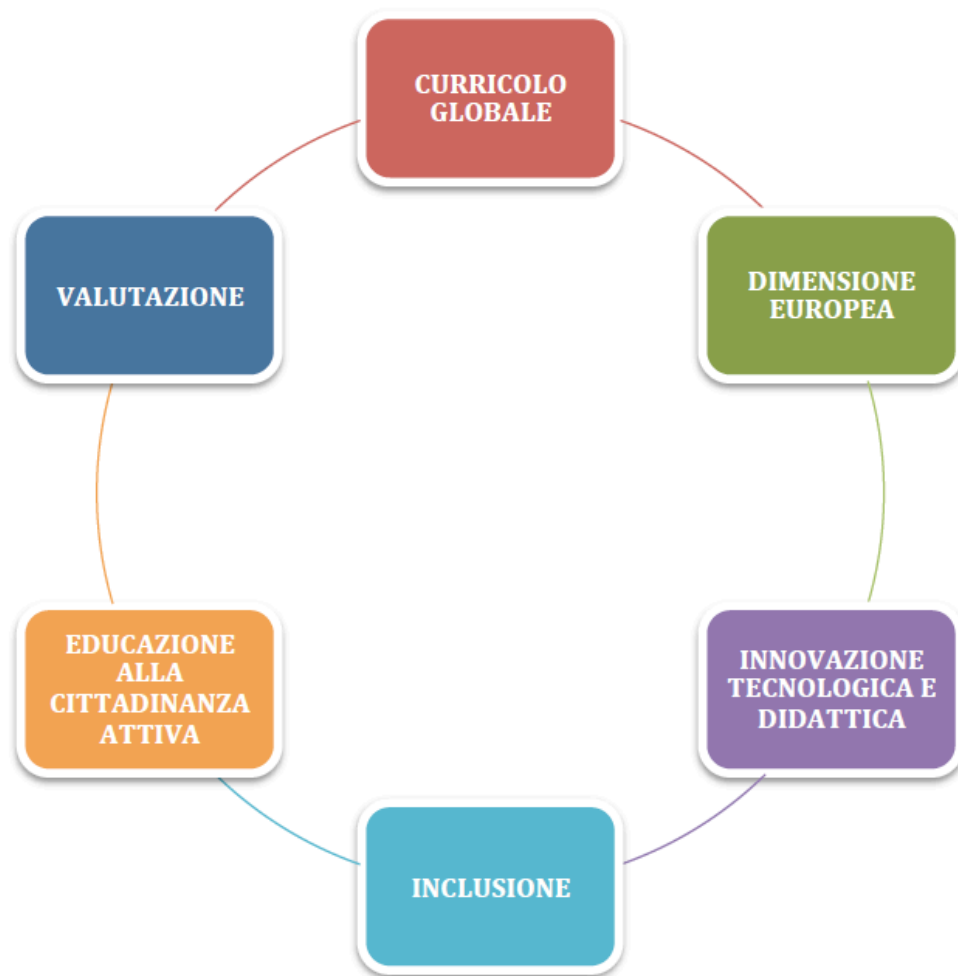 CURRICOLO
GLOBALE
DIMENSIONE
EUROPEA
INNOVAZIONE
TECNOLOGICA E
DIDATTICA
INCLUSIONE
EDUCAZIONE
ALLA
CITTADINANZA
ATTIVA
VALUTAZIONE